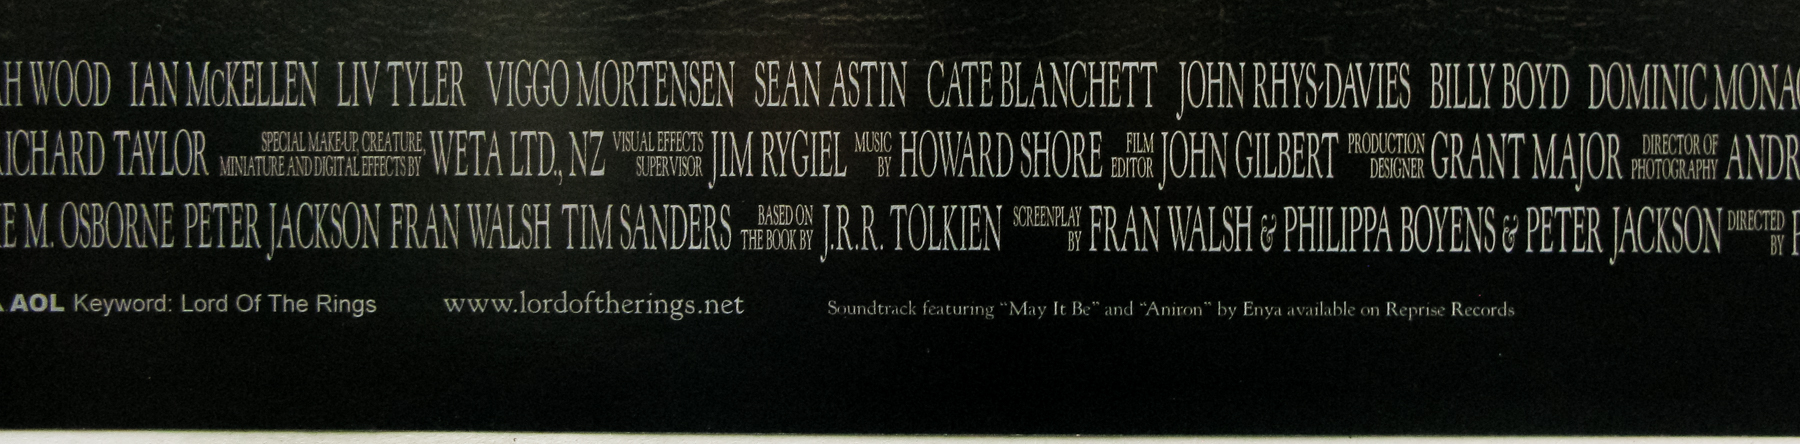 H WOOD IAN McKELLEN LIV TYLER VIGGO MORTENSEN SEAN ASTIN CATE BLANCHETT JOHN RHYS-DAVIES BILLY BOYD DOMINIC MONA
RICHARD TAYLOR SPECIAL MAKE-UP, CREATURE, MINIATURE AND DIGITAL EFFECTS BY WETA LTD., NZ VISUAL EFFECTS SUPERVISOR JIM RYGIEL MUSIC BY HOWARD SHORE FILM EDITOR JOHN GILBERT PRODUCTION DESIGNER GRANT MAJOR DIRECTOR OF PHOTOGRAPHY ANDR
E M. OSBORNE PETER JACKSON FRAN WALSH TIM SANDERS BASED ON THE BOOK BY J.R.R. TOLKIEN SCREENPLAY BY FRAN WALSH & PHILIPPA BOYENS & PETER JACKSON DIRECTED BY
AOL Keyword: Lord Of The Rings www.lordoftherings.net Soundtrack featuring “May It Be” and “Aniron” by Enya available on Reprise Records